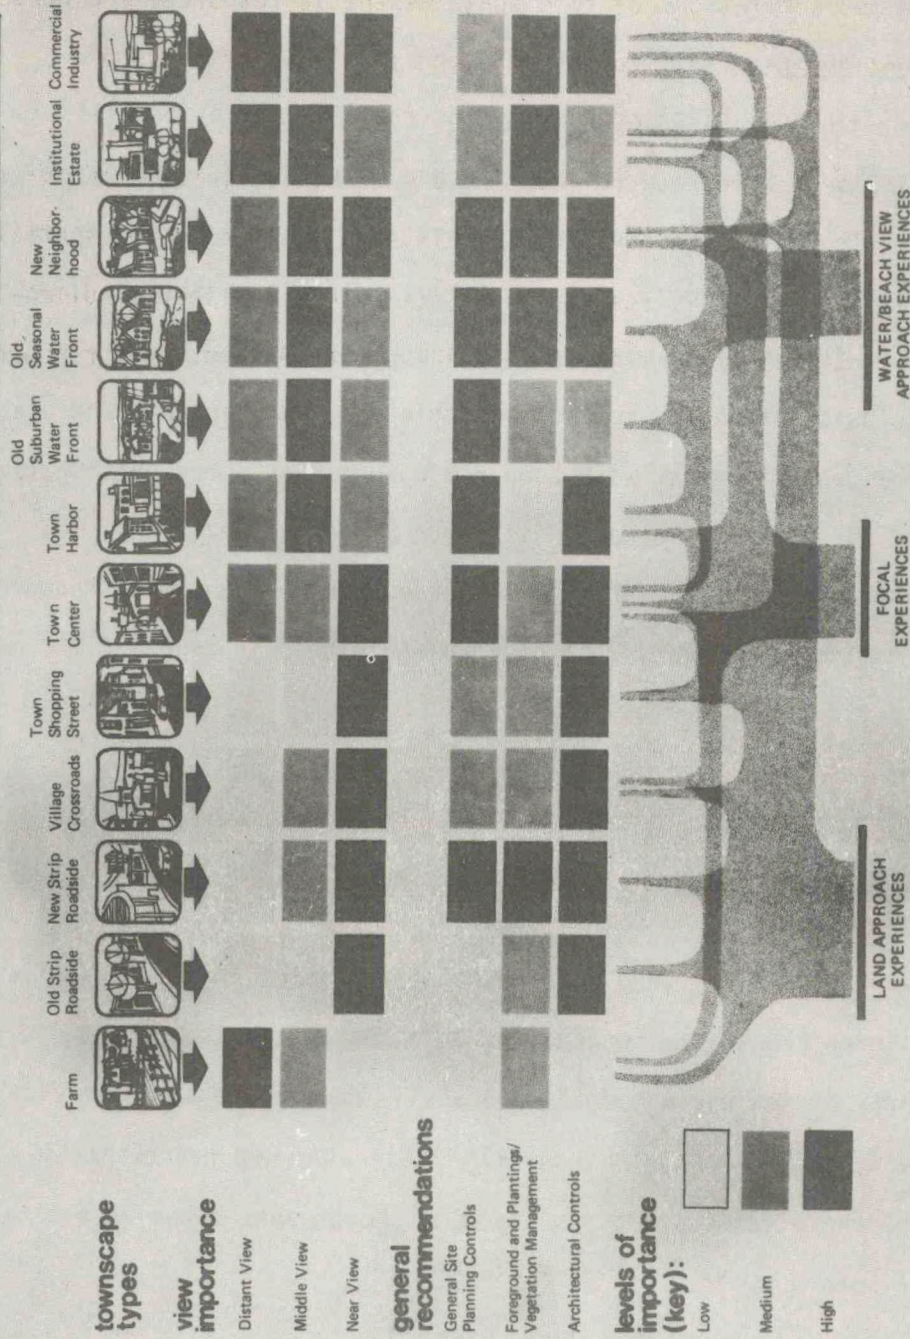 townscape
types
Farm
Old Strip
Roadside
New Strip
Roadside
Village
Crossroads
Town
Shopping
Street
Town
Center
Town
Harbor
Old
Suburban
Water
Front
Old
Seasonal
Water
Front
New
Neighbor-
hood
Institutional
Estate
Commercial
Industry
view
importance
Distant View
Middle View
Near View
general
recommendations
General Site
Planning Controls
Foreground and Plantings/
Vegetation Management
Architectural Controls
levels of
importance
(key):
Low
Medium
High
LAND APPROACH
EXPERIENCES
FOCAL
EXPERIENCES
WATER/BEACH VIEW
APPROACH EXPERIENCES